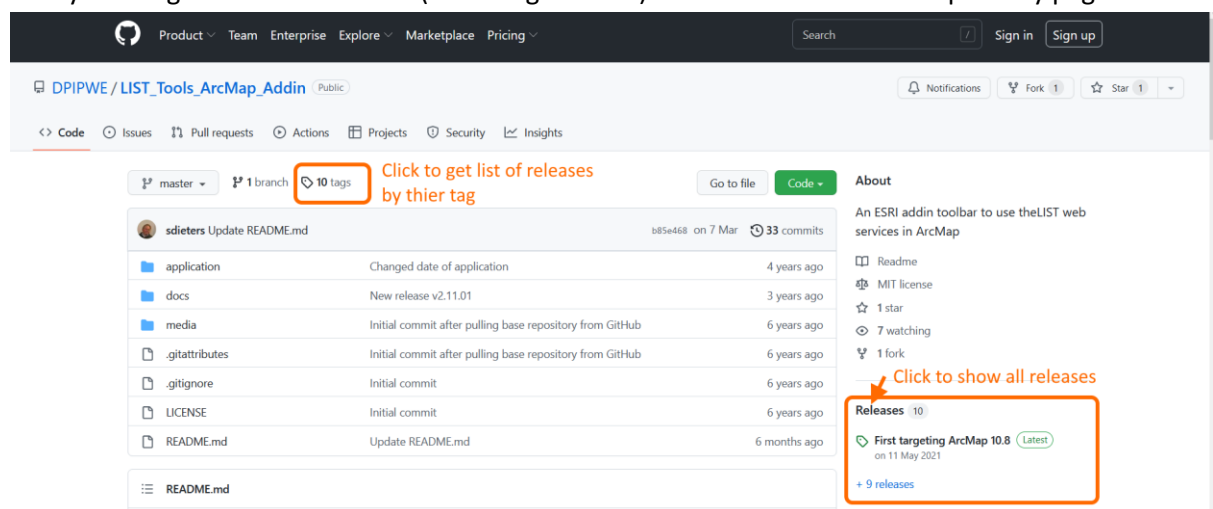 Product Team Enterprise Explore Marketplace Pricing Search / Sign in Sign up
DPIPWE / LIST_Tools_ArcMap_Addin Public
Notifications Fork 1 Star 1
Code Issues Pull requests Actions Projects Security Insights
master 1 branch 10 tags
Click to get list of releases
by thier tag
Go to file Code
sdieters Update README.md b85e468 on 7 Mar 33 commits
application Changed date of application 4 years ago
docs New release v2.11.01 3 years ago
media Initial commit after pulling base repository from GitHub 6 years ago
.gitattributes Initial commit after pulling base repository from GitHub 6 years ago
.gitignore Initial commit 6 years ago
LICENSE Initial commit 6 years ago
README.md Update README.md 6 months ago
README.md
About
An ESRI addin toolbar to use theLIST web
services in ArcMap
Readme
MIT license
1 star
7 watching
1 fork
Click to show all releases
Releases 10
First targeting ArcMap 10.8 Latest
on 11 May 2021
+ 9 releases